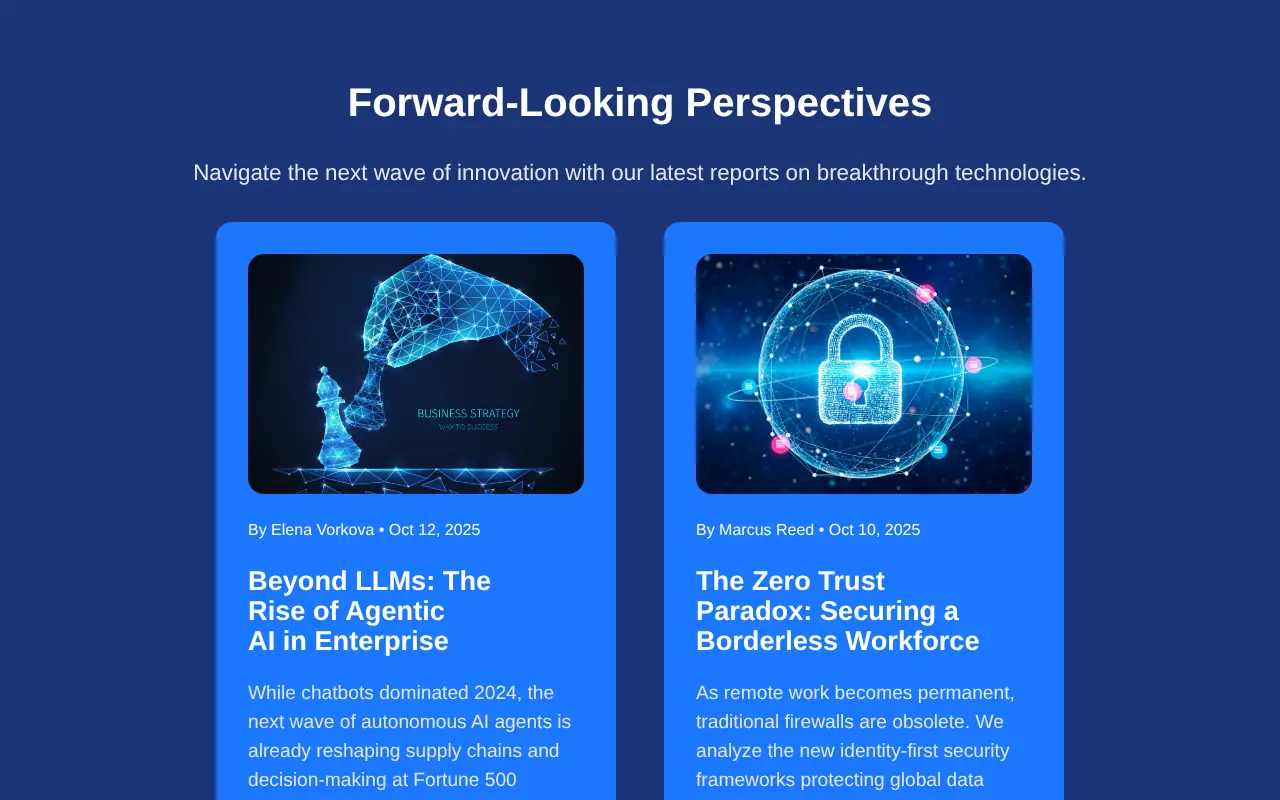 Forward-Looking Perspectives
Navigate the next wave of innovation with our latest reports on breakthrough technologies.
BUSINESS STRATEGY
WAY TO SUCCESS
By Elena Vorkova • Oct 12, 2025
Beyond LLMs: The
Rise of Agentic
AI in Enterprise
While chatbots dominated 2024, the
next wave of autonomous AI agents is
already reshaping supply chains and
decision-making at Fortune 500
By Marcus Reed • Oct 10, 2025
The Zero Trust
Paradox: Securing a
Borderless Workforce
As remote work becomes permanent,
traditional firewalls are obsolete. We
analyze the new identity-first security
frameworks protecting global data